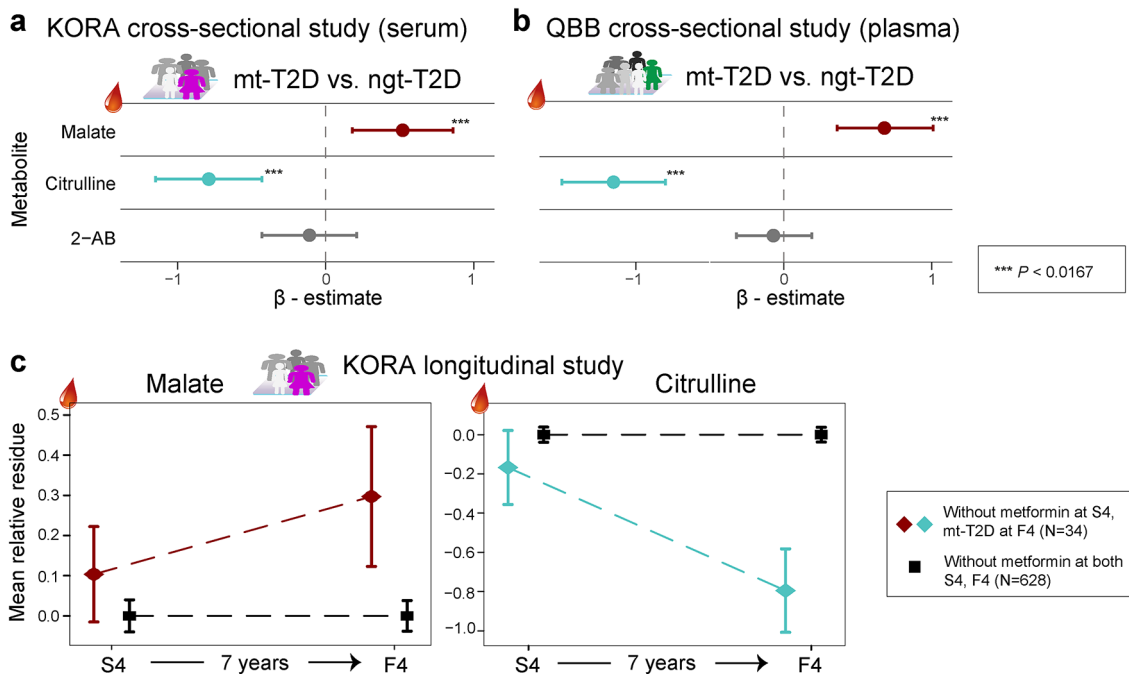 a KORA cross-sectional study (serum)
mt-T2D vs. ngt-T2D
Metabolite
Malate
***
Citrulline
***
2−AB
−1 0 1
β - estimate
b QBB cross-sectional study (plasma)
mt-T2D vs. ngt-T2D
***
***
−1 0 1
β - estimate
*** P < 0.0167
c KORA longitudinal study
Malate
Mean relative residue
0.5
0.4
0.3
0.2
0.1
0.0
S4 7 years F4
Citrulline
0.0
−0.2
−0.4
−0.6
−0.8
−1.0
S4 7 years F4
Without metformin at S4,
mt-T2D at F4 (N=34)
Without metformin at both
S4, F4 (N=628)